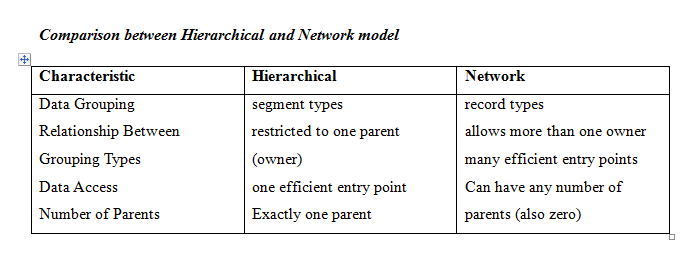 Comparison between Hierarchical and Network model
Characteristic Hierarchical Network
Data Grouping segment types record types
Relationship Between restricted to one parent allows more than one owner
Grouping Types (owner) many efficient entry points
Data Access one efficient entry point Can have any number of
Number of Parents Exactly one parent parents (also zero)